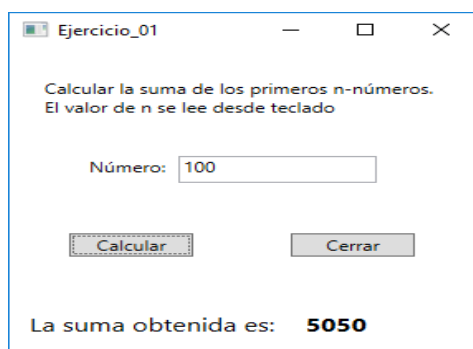 Ejercicio_01
Calcular la suma de los primeros n-números.
El valor de n se lee desde teclado
Número: 100
Calcular Cerrar
La suma obtenida es: 5050